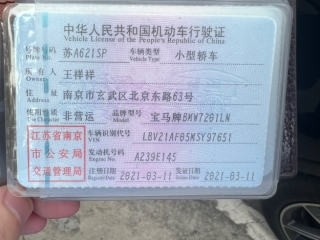 中华人民共和国机动车行驶证
Vehicle License of the People's Republic of China
号牌号码 苏A621SP 车辆类型 小型轿车
Plate No. Vehicle Type
所有人 王祥祥
Owner
住址 南京市玄武区北京东路63号
Address
使用性质 非营运 品牌型号 宝马牌BMW7201LN
Use Character Model
江苏省南京
市公安局
交通管理局
车辆识别代号 LBV21AF05MSY97651
VIN
发动机号码 A239E145
Engine No.
注册日期 2021-03-11 发证日期 2021-03-11
Register Date Issue Date